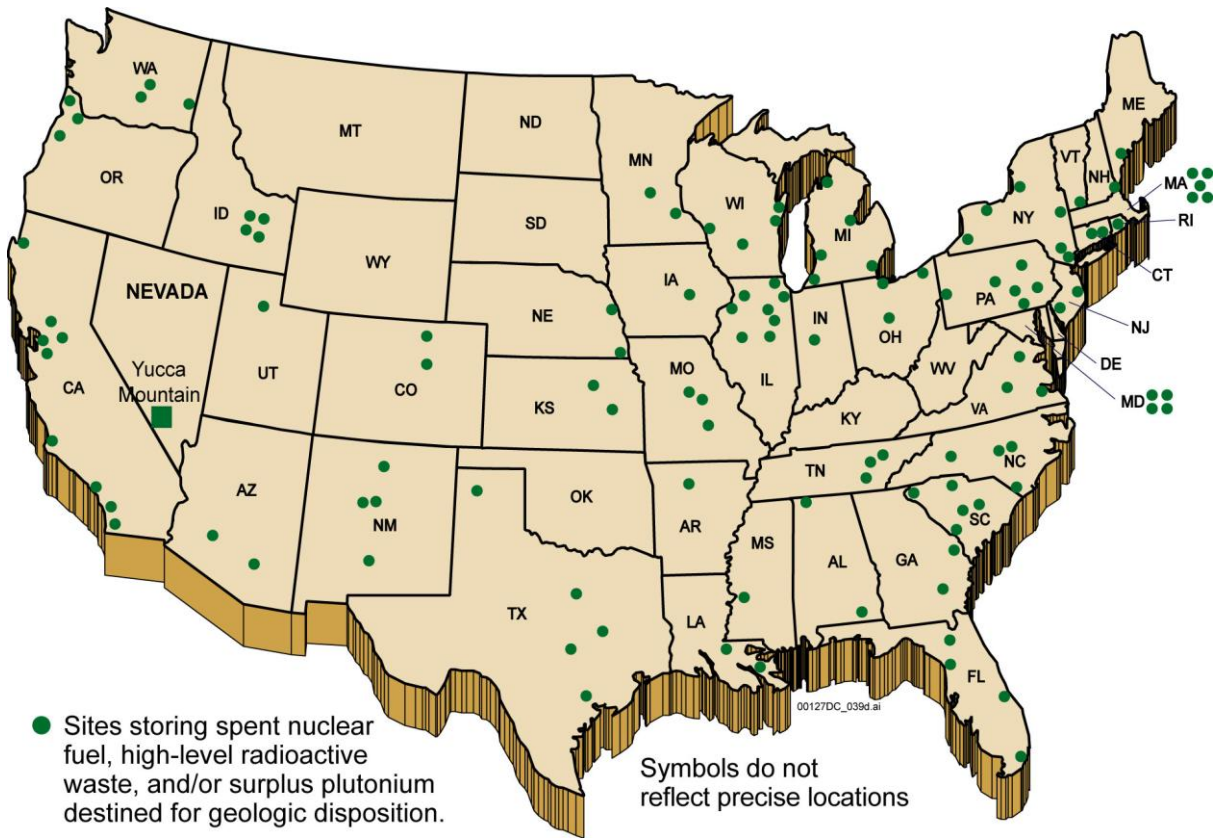 WA
MT
ND
MN
ME
VT
NH
MA
RI
CT
NJ
DE
MD
OR
ID
WY
SD
WI
MI
NY
NEVADA
Yucca
Mountain
UT
CO
NE
IA
IL
IN
OH
PA
WV
VA
CA
KS
MO
KY
AZ
NM
OK
AR
TN
NC
SC
TX
LA
MS
AL
GA
FL
00127DC_039d.ai
Sites storing spent nuclear
fuel, high-level radioactive
waste, and/or surplus plutonium
destined for geologic disposition.
Symbols do not
reflect precise locations